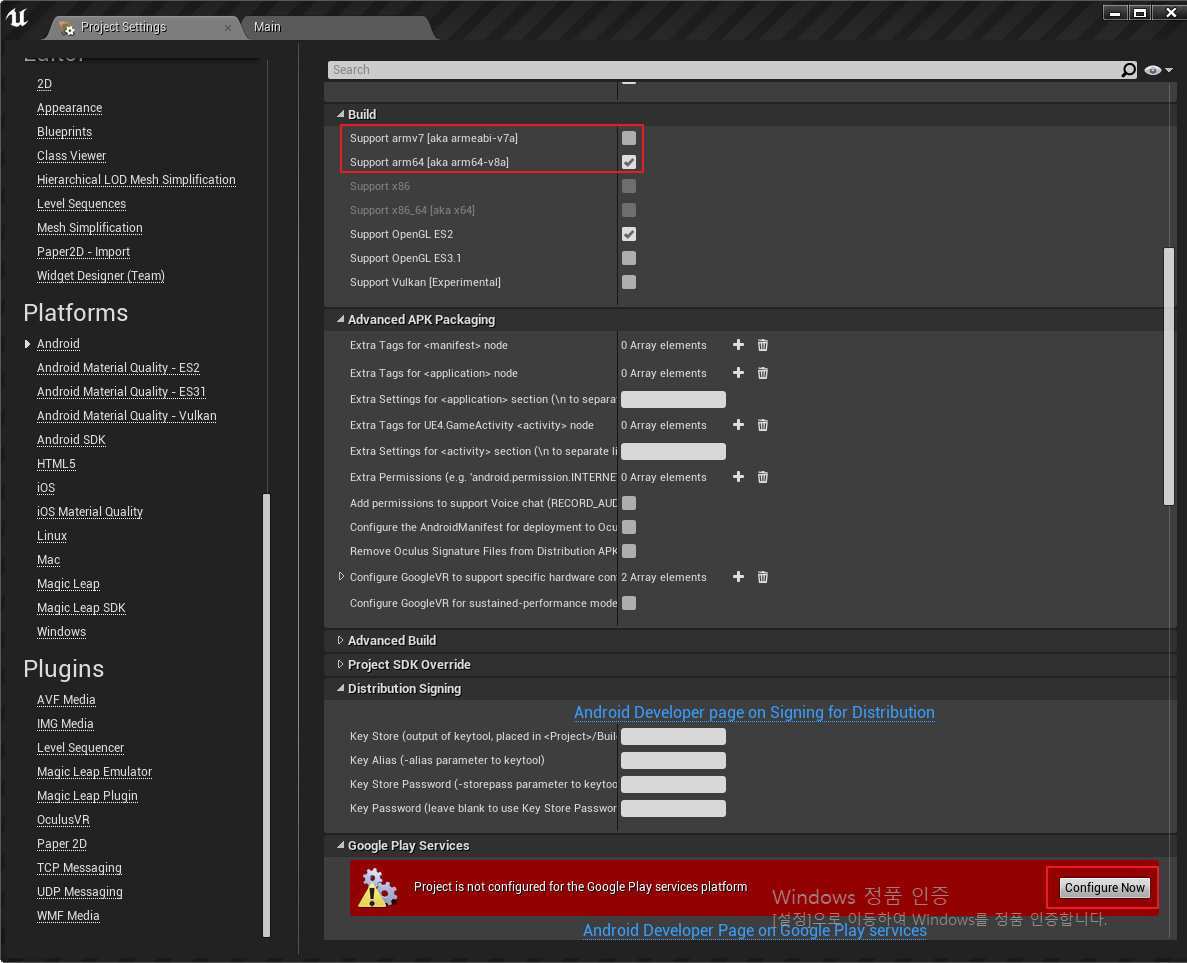 Project Settings
Main
Editor
2D
Appearance
Blueprints
Class Viewer
Hierarchical LOD Mesh Simplification
Level Sequences
Mesh Simplification
Paper2D - Import
Widget Designer (Team)
Platforms
Android
Android Material Quality - ES2
Android Material Quality - ES31
Android Material Quality - Vulkan
Android SDK
HTML5
iOS
iOS Material Quality
Linux
Mac
Magic Leap
Magic Leap SDK
Windows
Plugins
AVF Media
IMG Media
Level Sequencer
Magic Leap Emulator
Magic Leap Plugin
OculusVR
Paper 2D
TCP Messaging
UDP Messaging
WMF Media
Search
Build
Support armv7 [aka armeabi-v7a]
Support arm64 [aka arm64-v8a]
Support x86
Support x86_64 [aka x64]
Support OpenGL ES2
Support OpenGL ES3.1
Support Vulkan [Experimental]
Advanced APK Packaging
Extra Tags for <manifest> node 0 Array elements
Extra Tags for <application> node 0 Array elements
Extra Settings for <application> section (\n to separat
Extra Tags for UE4.GameActivity <activity> node 0 Array elements
Extra Settings for <activity> section (\n to separate li
Extra Permissions (e.g. 'android.permission.INTERNE 0 Array elements
Add permissions to support Voice chat (RECORD_AUD
Configure the AndroidManifest for deployment to Ocu
Remove Oculus Signature Files from Distribution APK
Configure GoogleVR to support specific hardware con 2 Array elements
Configure GoogleVR for sustained-performance mode
Advanced Build
Project SDK Override
Distribution Signing
Android Developer page on Signing for Distribution
Key Store (output of keytool, placed in <Project>/Buil
Key Alias (-alias parameter to keytool)
Key Store Password (-storepass parameter to keytoo
Key Password (leave blank to use Key Store Passwor
Google Play Services
Project is not configured for the Google Play services platform
Configure Now
Windows 정품 인증
[설정]으로 이동하여 Windows를 정품 인증합니다.
Android Developer Page on Google Play services